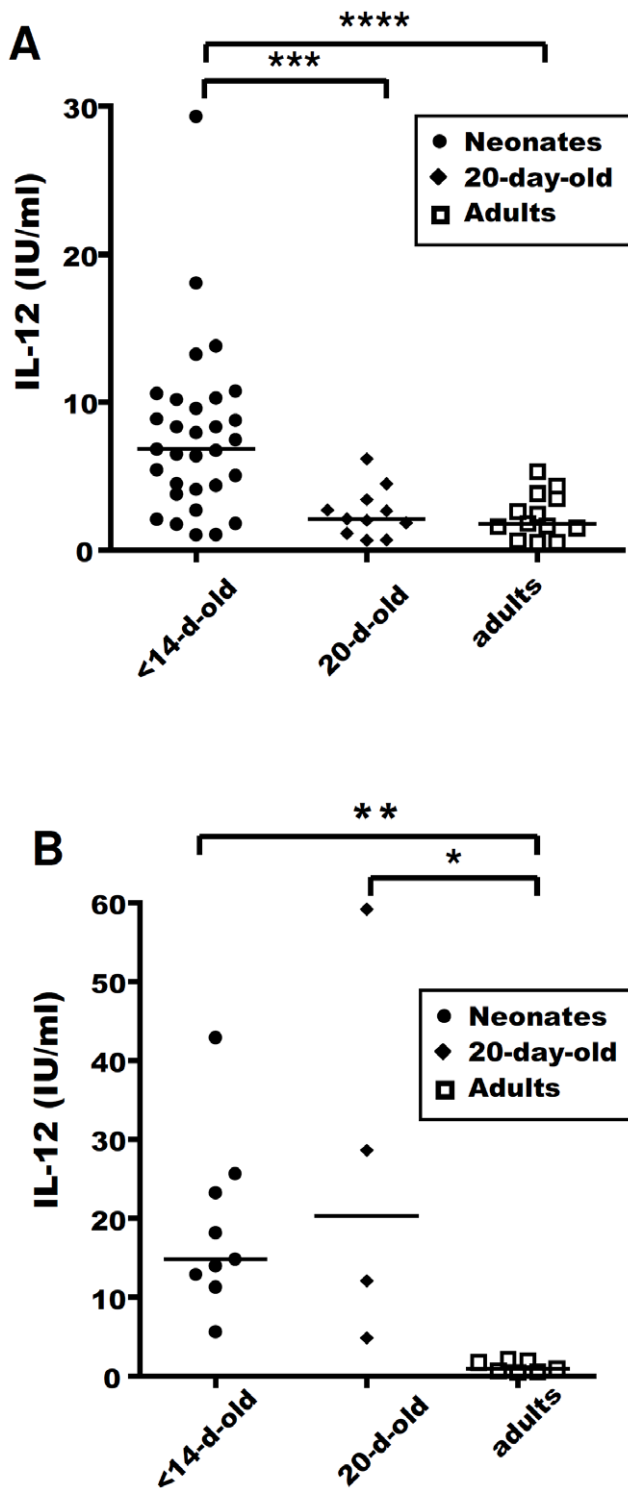 A
****
***
30
20
10
0
IL-12 (IU/ml)
Neonates
20-day-old
Adults
<14-d-old
20-d-old
adults
B
**
*
60
50
40
30
20
10
0
IL-12 (IU/ml)
Neonates
20-day-old
Adults
<14-d-old
20-d-old
adults